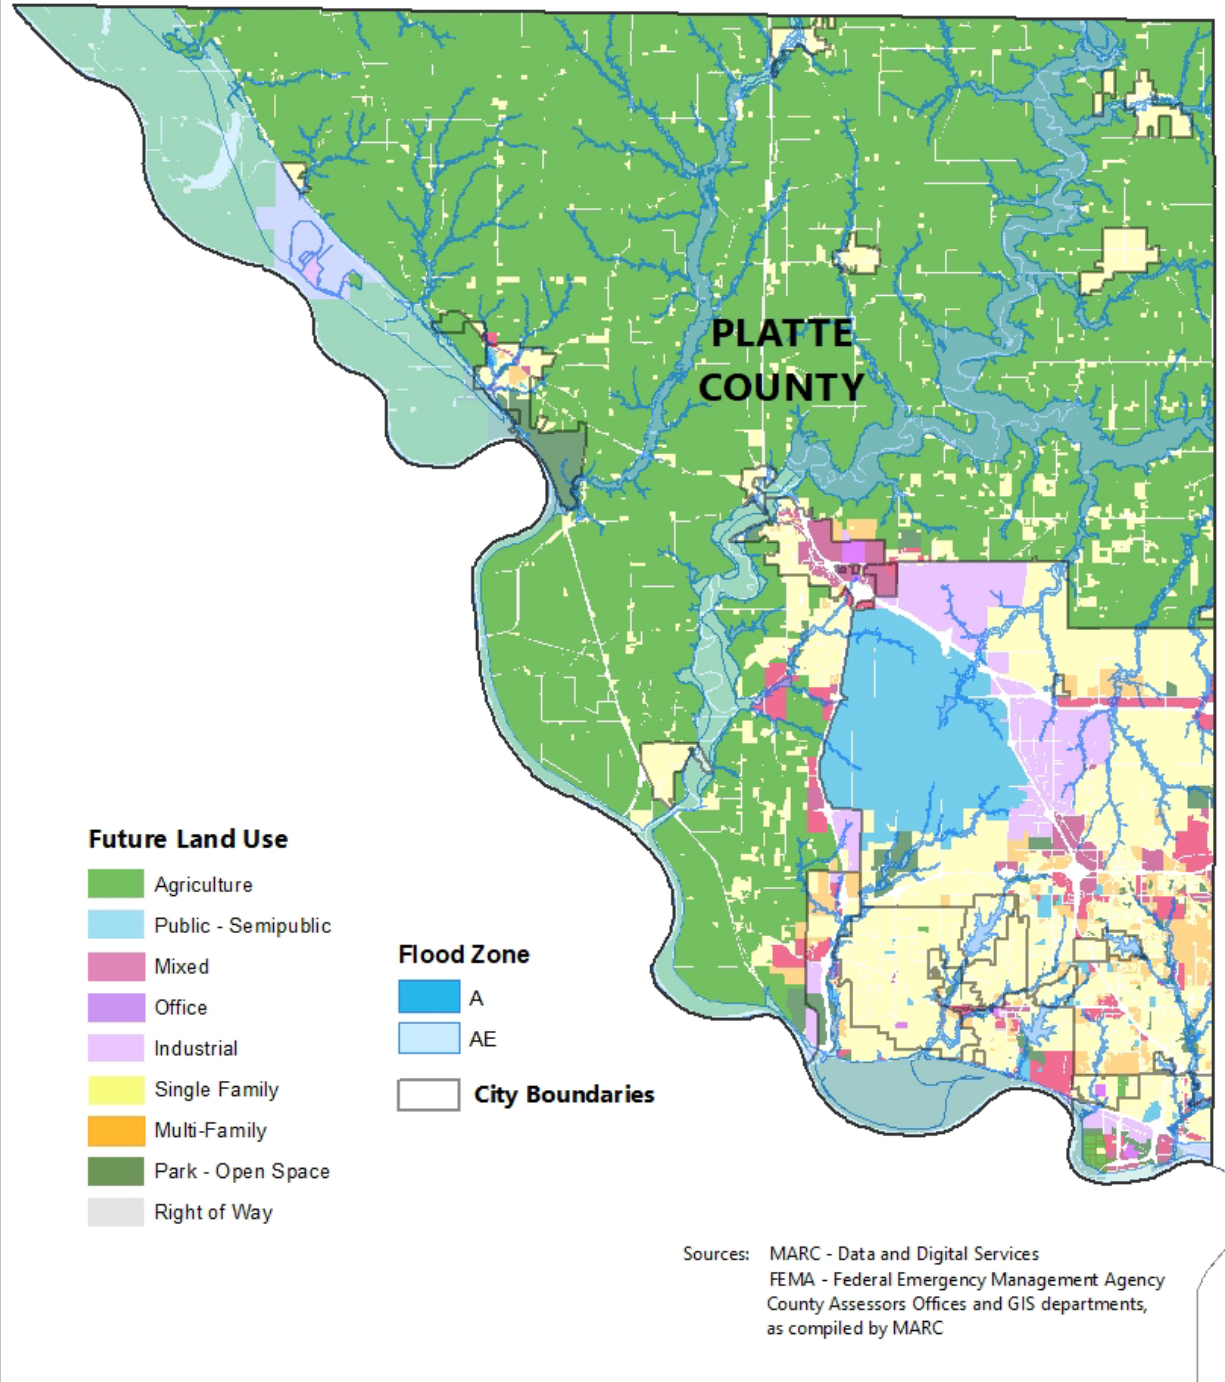 PLATTE
COUNTY
Future Land Use
Agriculture
Public - Semipublic
Mixed
Office
Industrial
Single Family
Multi-Family
Park - Open Space
Right of Way
Flood Zone
A
AE
City Boundaries
Sources: MARC - Data and Digital Services
FEMA - Federal Emergency Management Agency
County Assessors Offices and GIS departments,
as compiled by MARC